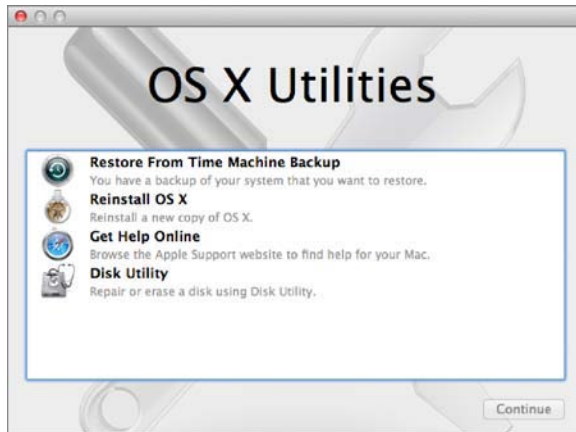 OS X Utilities
Restore From Time Machine Backup
You have a backup of your system that you want to restore.
Reinstall OS X
Reinstall a new copy of OS X.
Get Help Online
Browse the Apple Support website to find help for your Mac.
Disk Utility
Repair or erase a disk using Disk Utility.
Continue